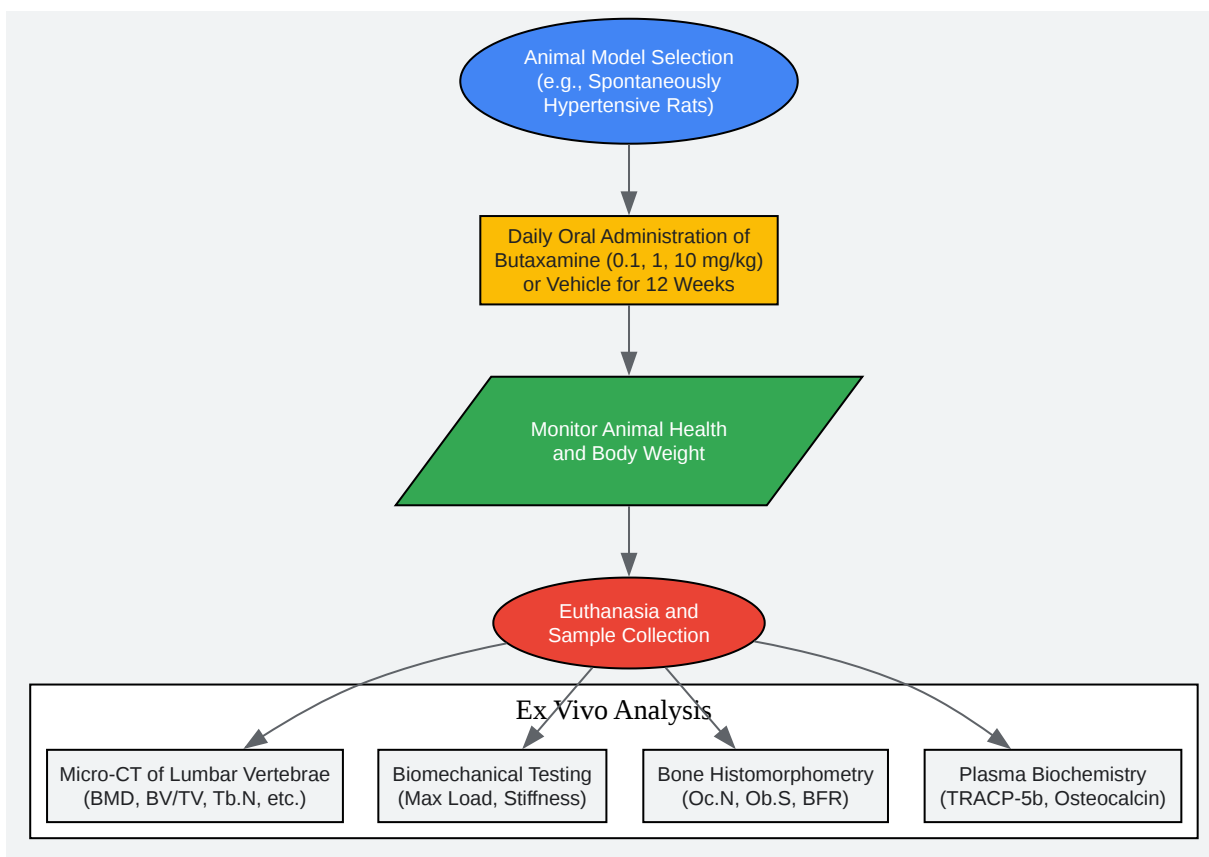 Animal Model Selection
(e.g., Spontaneously
Hypertensive Rats)
Daily Oral Administration of
Butaxamine (0.1, 1, 10 mg/kg)
or Vehicle for 12 Weeks
Monitor Animal Health
and Body Weight
Euthanasia and
Sample Collection
Ex Vivo Analysis
Micro-CT of Lumbar Vertebrae
(BMD, BV/TV, Tb.N, etc.)
Biomechanical Testing
(Max Load, Stiffness)
Bone Histomorphometry
(Oc.N, Ob.S, BFR)
Plasma Biochemistry
(TRACP-5b, Osteocalcin)